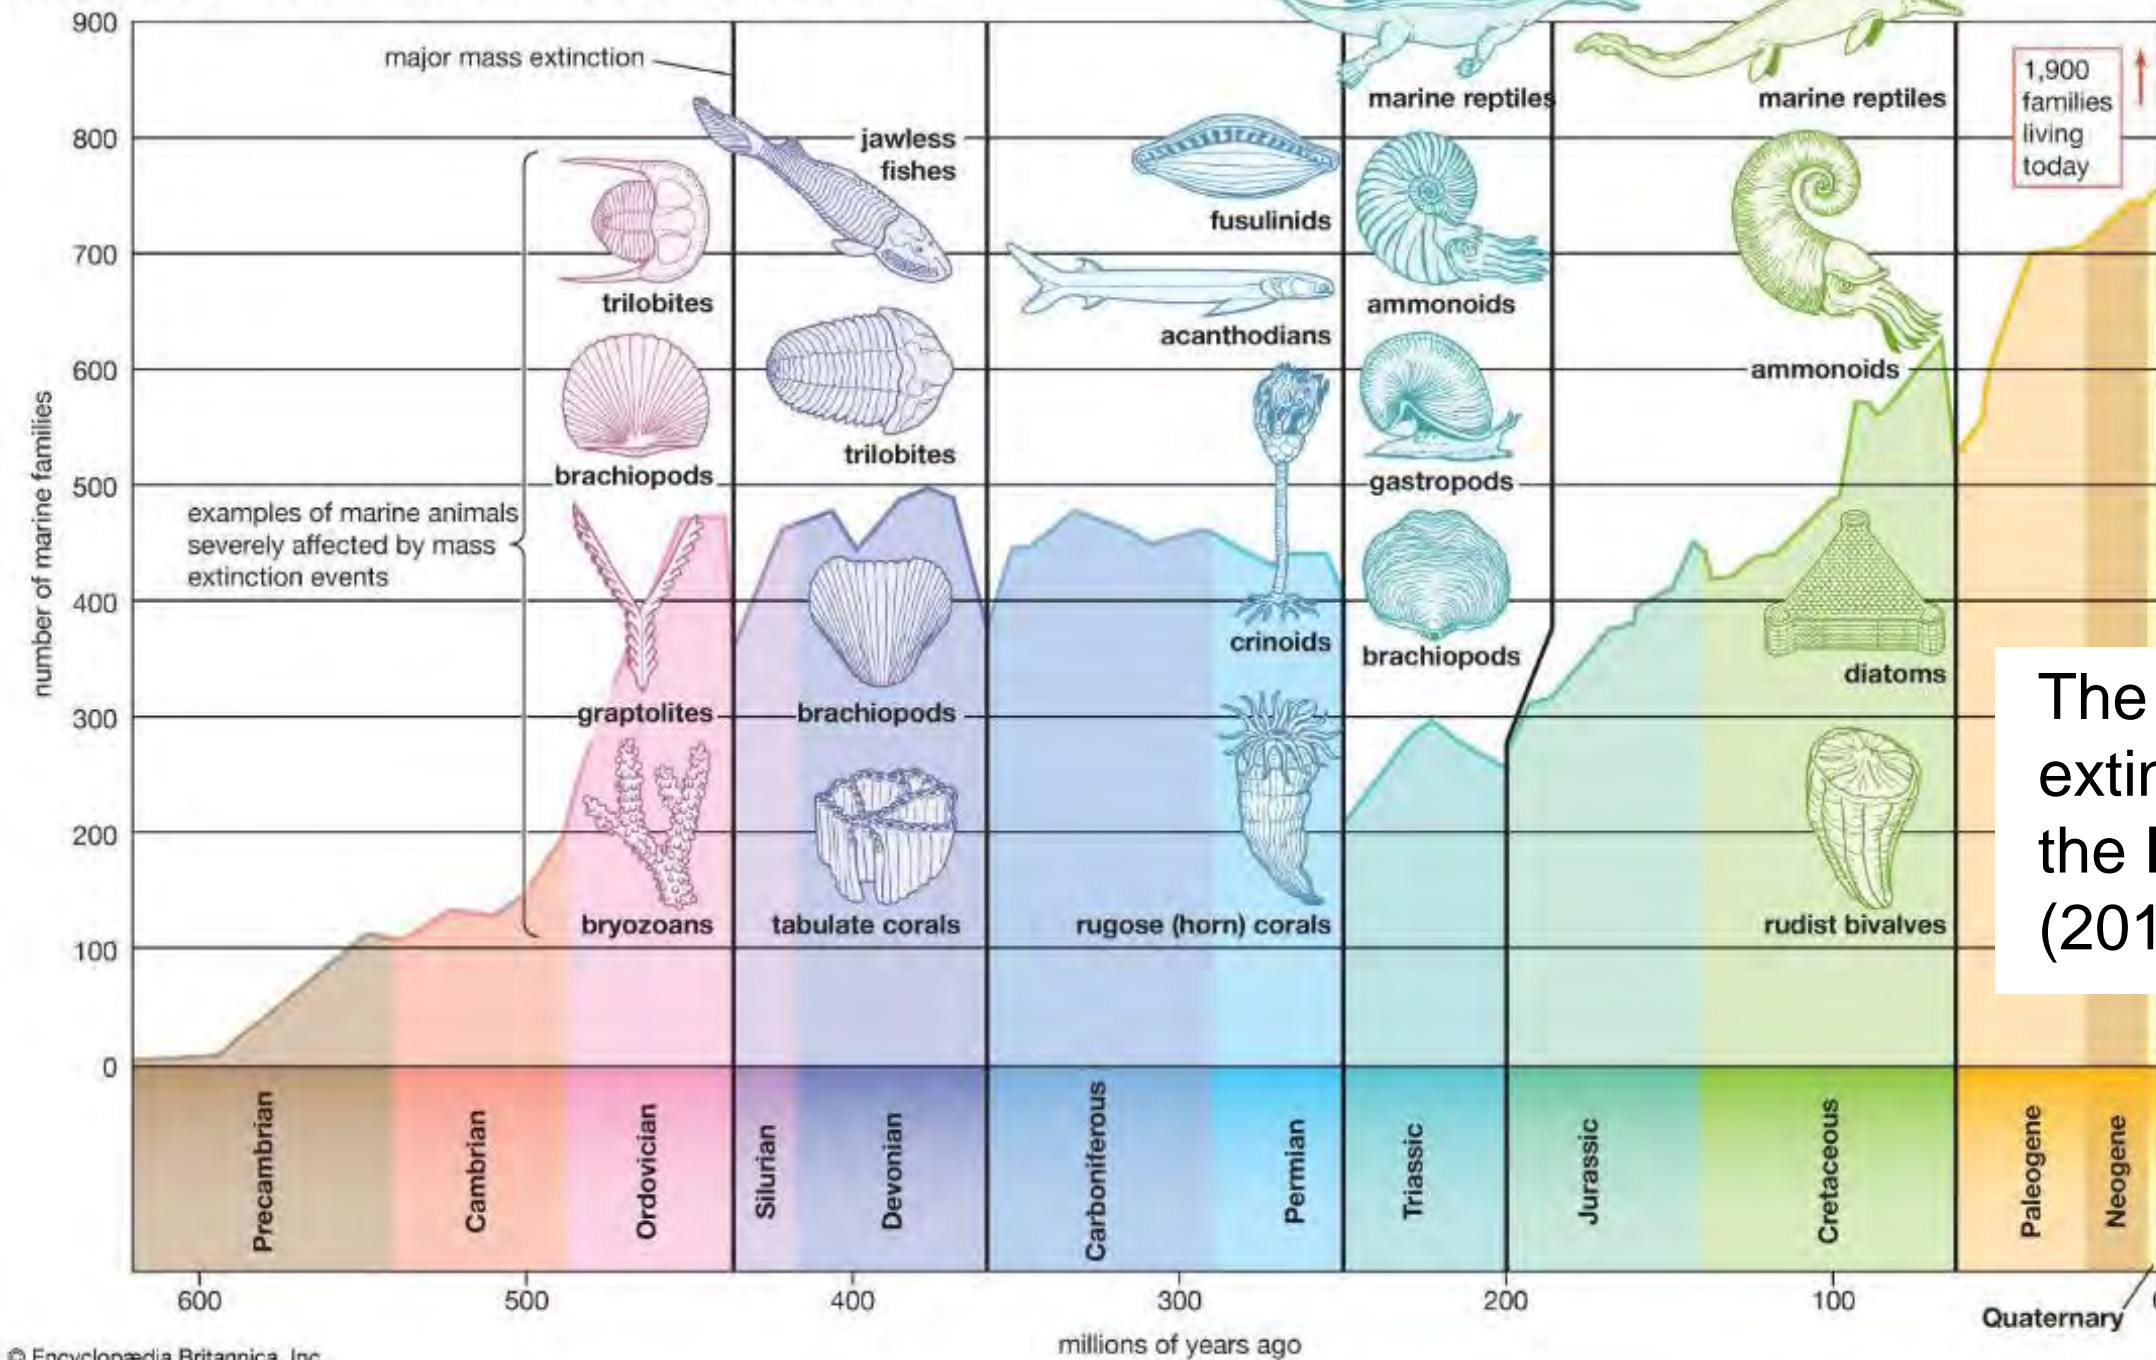 900
800
700
600
500
400
300
200
100
0
number of marine families
major mass extinction
examples of marine animals
severely affected by mass
extinction events
trilobites
brachiopods
graptolites
bryozoans
jawless
fishes
trilobites
brachiopods
tabulate corals
fusulinids
acanthodians
crinoids
rugose (horn) corals
marine reptiles
ammonoids
gastropods
brachiopods
marine reptiles
ammonoids
diatoms
rudist bivalves
1,900
families
living
today
The
the
(201
Precambrian
Cambrian
Ordovician
Silurian
Devonian
Carboniferous
Permian
Triassic
Jurassic
Cretaceous
Paleogene
Neogene
Quaternary
600
500
400
300
200
100
millions of years ago
© Encyclopædia Britannica, Inc.